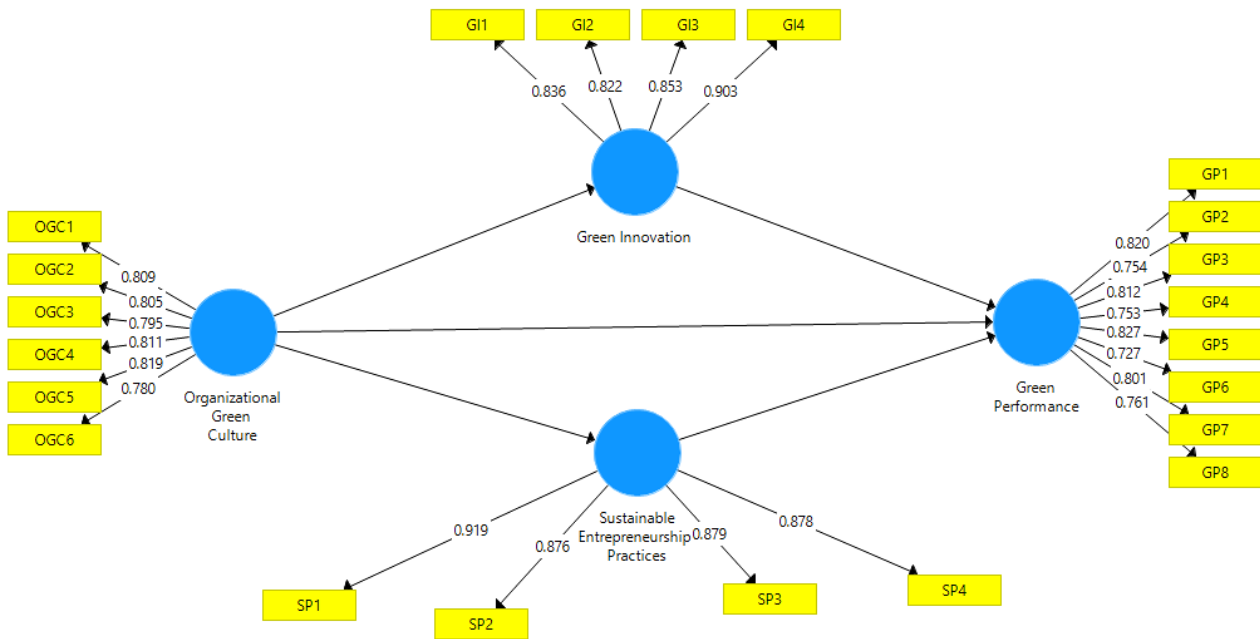 GI1
GI2
GI3
GI4
0.836
0.822
0.853
0.903
Green Innovation
OGC1
OGC2
OGC3
OGC4
OGC5
OGC6
0.809
0.805
0.795
0.811
0.819
0.780
Organizational
Green
Culture
GP1
GP2
GP3
GP4
GP5
GP6
GP7
GP8
0.820
0.754
0.812
0.753
0.827
0.727
0.801
0.761
Green
Performance
Sustainable
Entrepreneurship
Practices
0.919
0.876
0.879
0.878
SP1
SP2
SP3
SP4